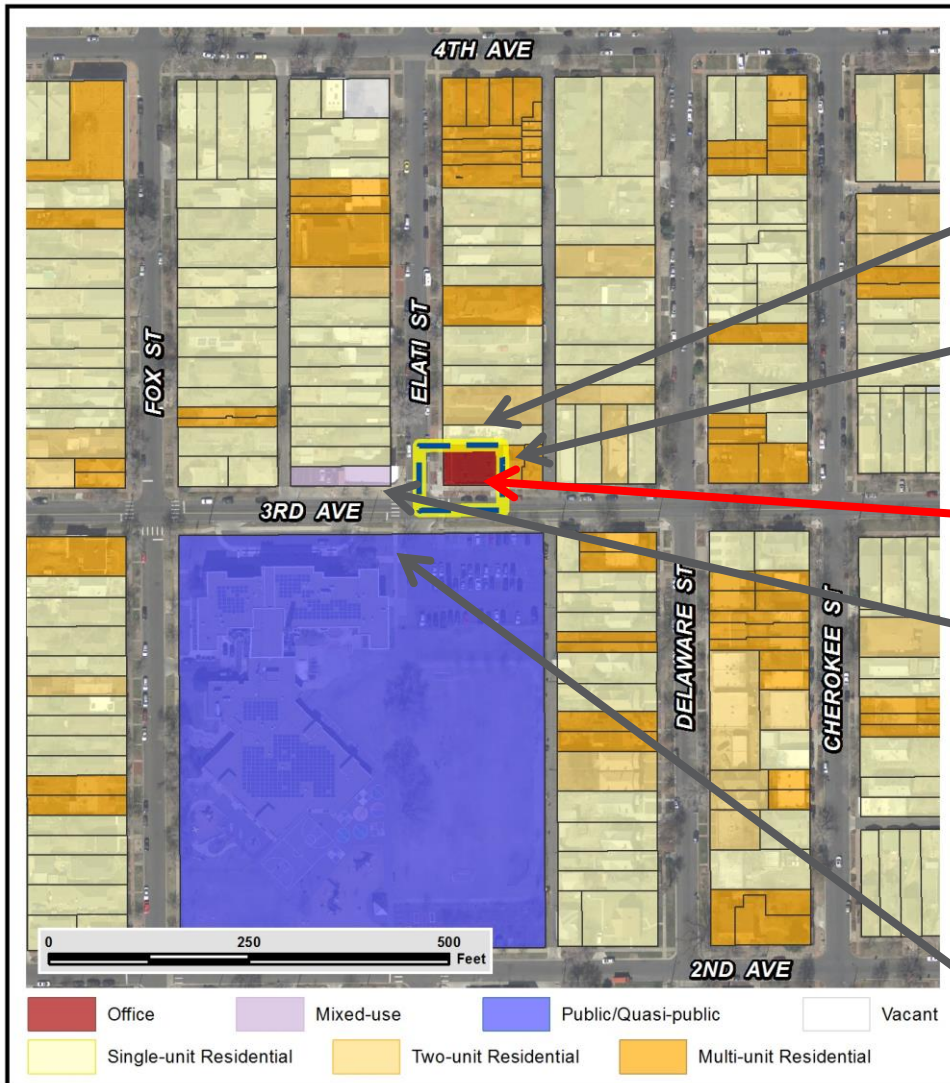 4TH AVE
FOX ST
ELATI ST
3RD AVE
DELAWARE ST
CHEROKEE ST
0 250 500
Feet
2ND AVE
Office Mixed-use Public/Quasi-public Vacant
Single-unit Residential Two-unit Residential Multi-unit Residential